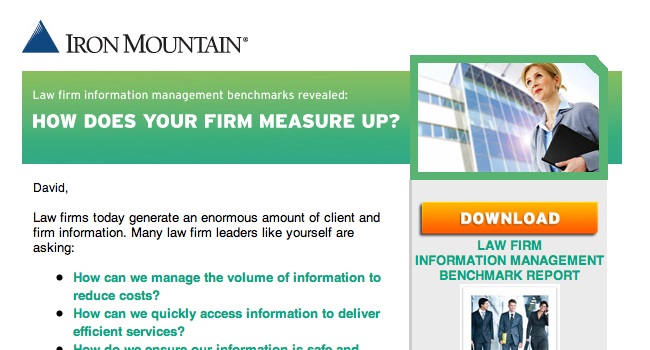 IRON MOUNTAIN®
Law firm information management benchmarks revealed:
HOW DOES YOUR FIRM MEASURE UP?
David,
Law firms today generate an enormous amount of client and
firm information. Many law firm leaders like yourself are
asking:
• How can we manage the volume of information to
reduce costs?
• How can we quickly access information to deliver
efficient services?
• How do we ensure our information is safe and
DOWNLOAD
LAW FIRM
INFORMATION MANAGEMENT
BENCHMARK REPORT